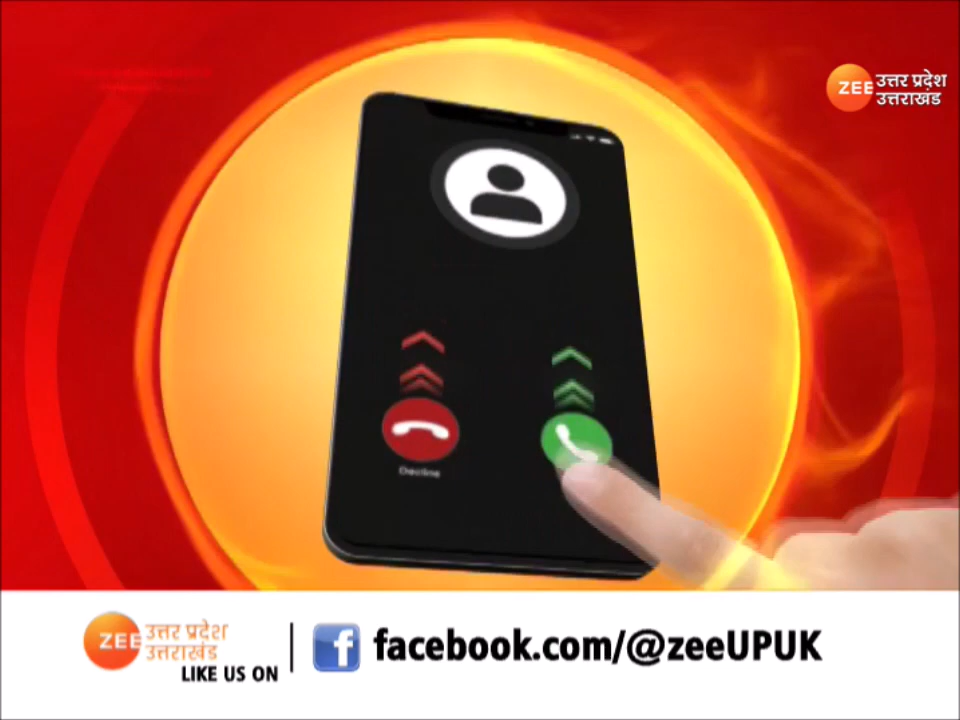 ZEE उत्तर प्रदेश
उत्तराखंड
Decline
ZEE उत्तर प्रदेश
उत्तराखंड
LIKE US ON
f facebook.com/@zeeUPUK